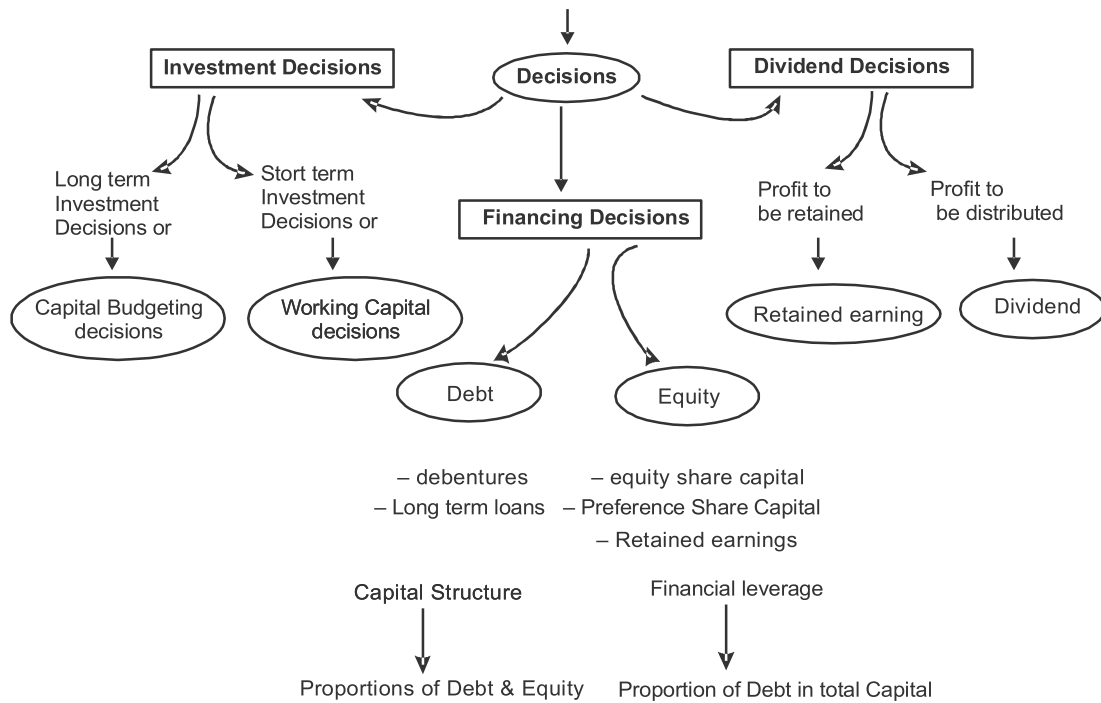 Investment Decisions
Decisions
Dividend Decisions
Long term
Investment
Decisions or
Stort term
Investment
Decisions or
Financing Decisions
Profit to
be retained
Profit to
be distributed
Capital Budgeting
decisions
Working Capital
decisions
Retained earning
Dividend
Debt
Equity
– debentures
– Long term loans
– equity share capital
– Preference Share Capital
– Retained earnings
Capital Structure
Financial leverage
Proportions of Debt & Equity
Proportion of Debt in total Capital